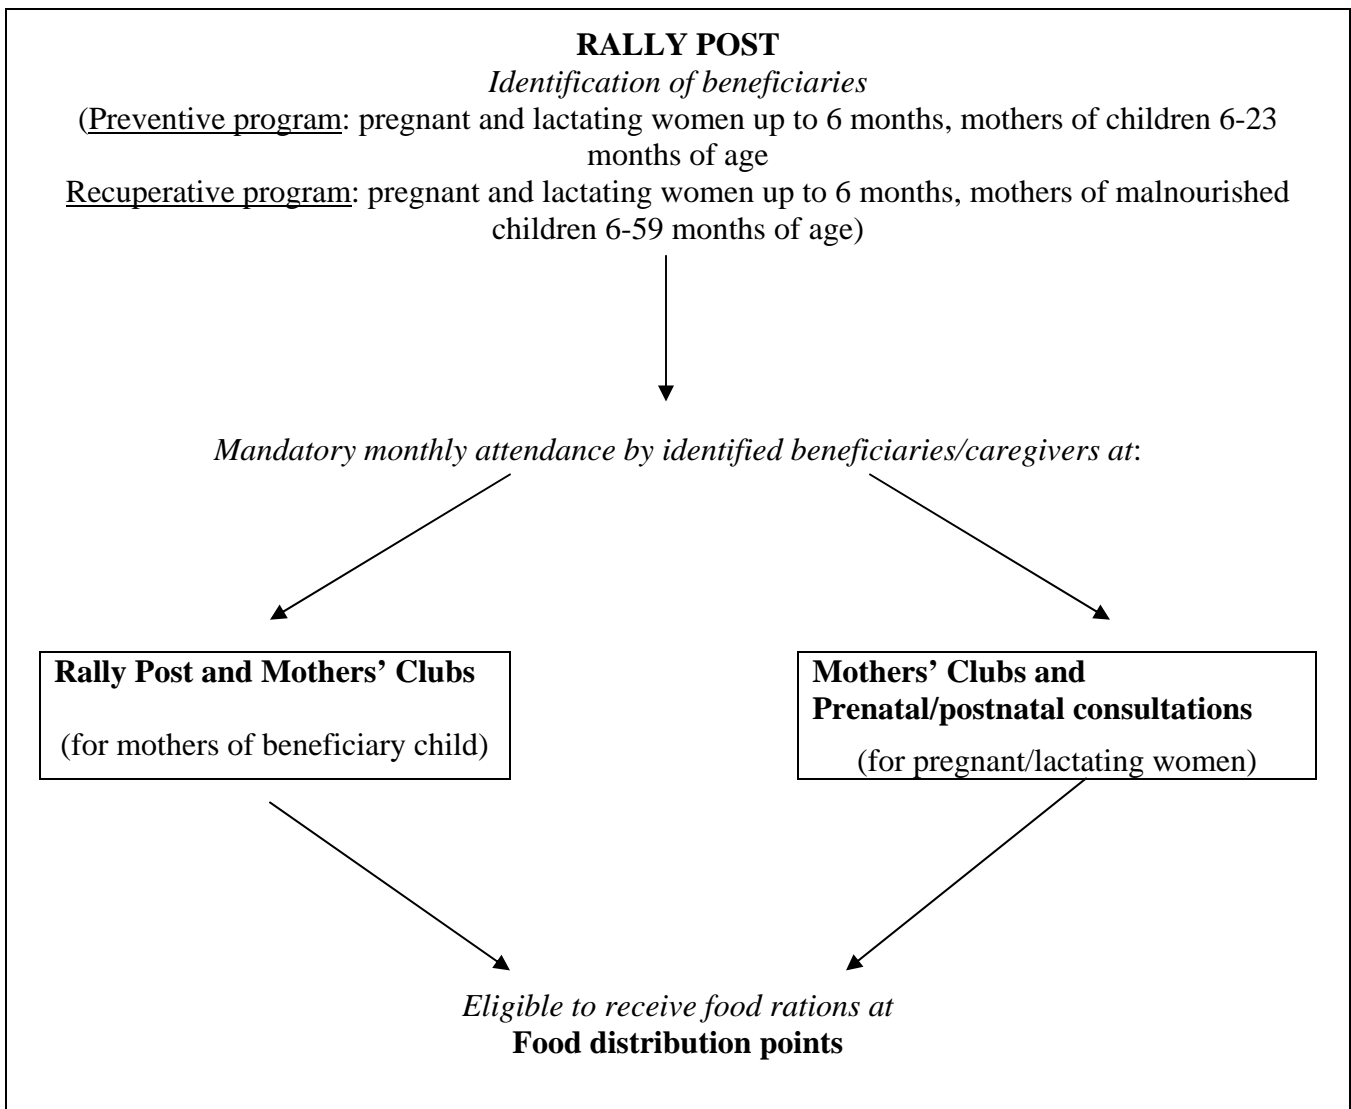 RALLY POST
Identification of beneficiaries
(Preventive program: pregnant and lactating women up to 6 months, mothers of children 6-23
months of age
Recuperative program: pregnant and lactating women up to 6 months, mothers of malnourished
children 6-59 months of age)
Mandatory monthly attendance by identified beneficiaries/caregivers at:
Rally Post and Mothers’ Clubs
(for mothers of beneficiary child)
Mothers’ Clubs and
Prenatal/postnatal consultations
(for pregnant/lactating women)
Eligible to receive food rations at
Food distribution points